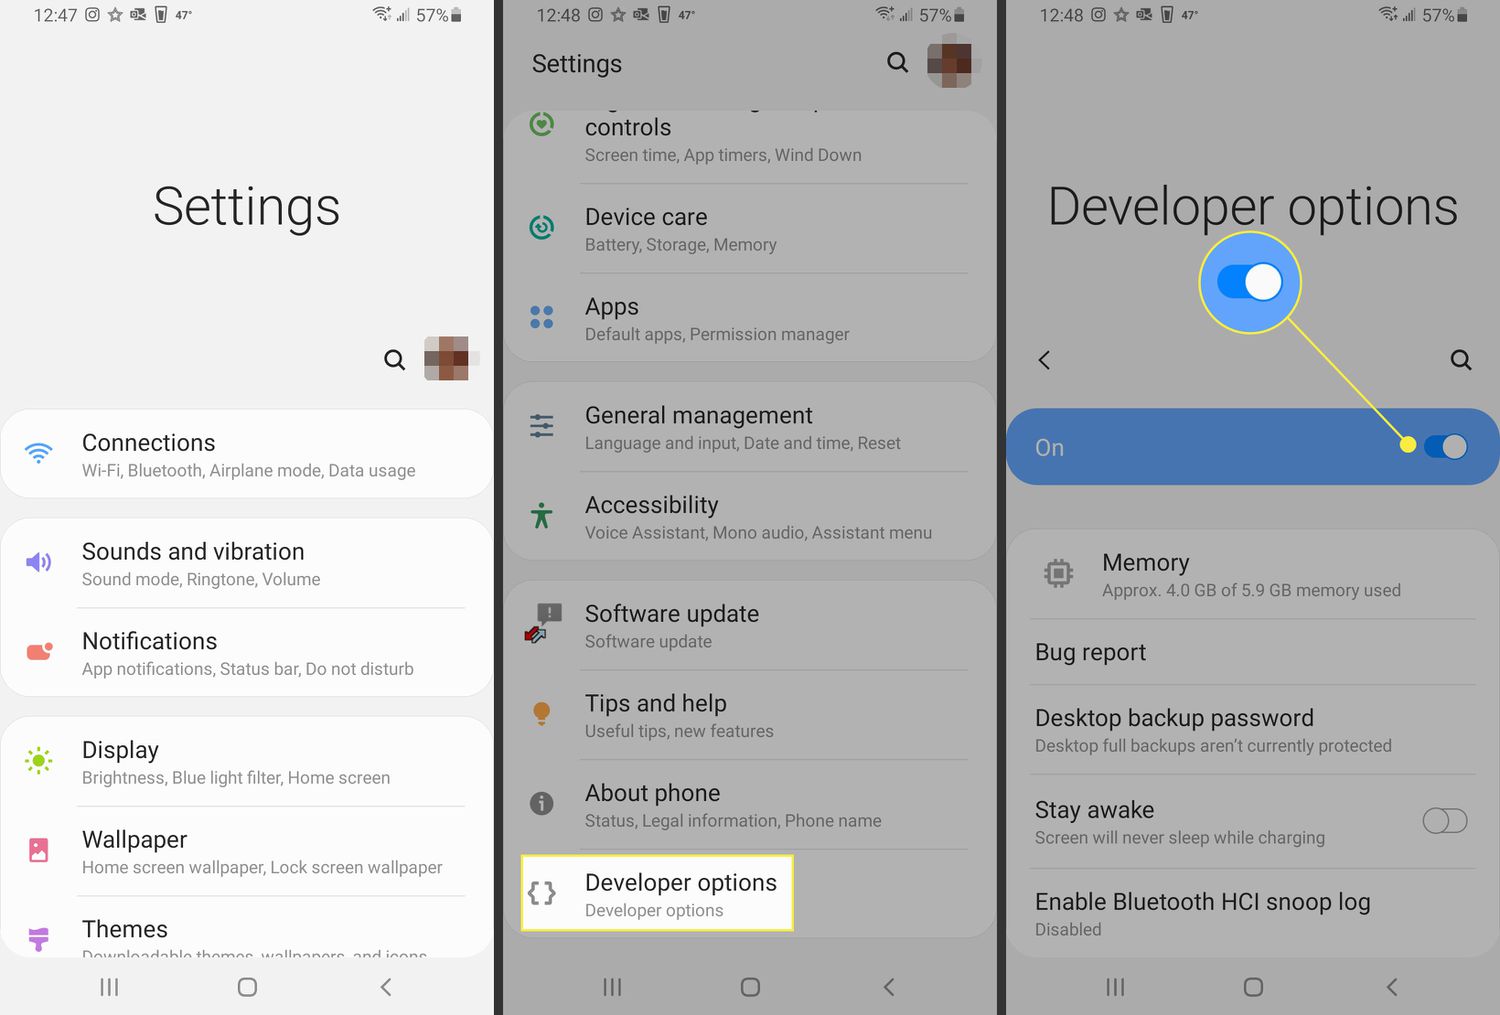 12:47 47° 57%
Settings
Connections
Wi-Fi, Bluetooth, Airplane mode, Data usage
Sounds and vibration
Sound mode, Ringtone, Volume
Notifications
App notifications, Status bar, Do not disturb
Display
Brightness, Blue light filter, Home screen
Wallpaper
Home screen wallpaper, Lock screen wallpaper
Themes
Downloadable themes, wallpapers, and icons
12:48 47° 57%
Settings
controls
Screen time, App timers, Wind Down
Device care
Battery, Storage, Memory
Apps
Default apps, Permission manager
General management
Language and input, Date and time, Reset
Accessibility
Voice Assistant, Mono audio, Assistant menu
Software update
Software update
Tips and help
Useful tips, new features
About phone
Status, Legal information, Phone name
Developer options
Developer options
12:48 47° 57%
Developer options
On
Memory
Approx. 4.0 GB of 5.9 GB memory used
Bug report
Desktop backup password
Desktop full backups aren't currently protected
Stay awake
Screen will never sleep while charging
Enable Bluetooth HCI snoop log
Disabled